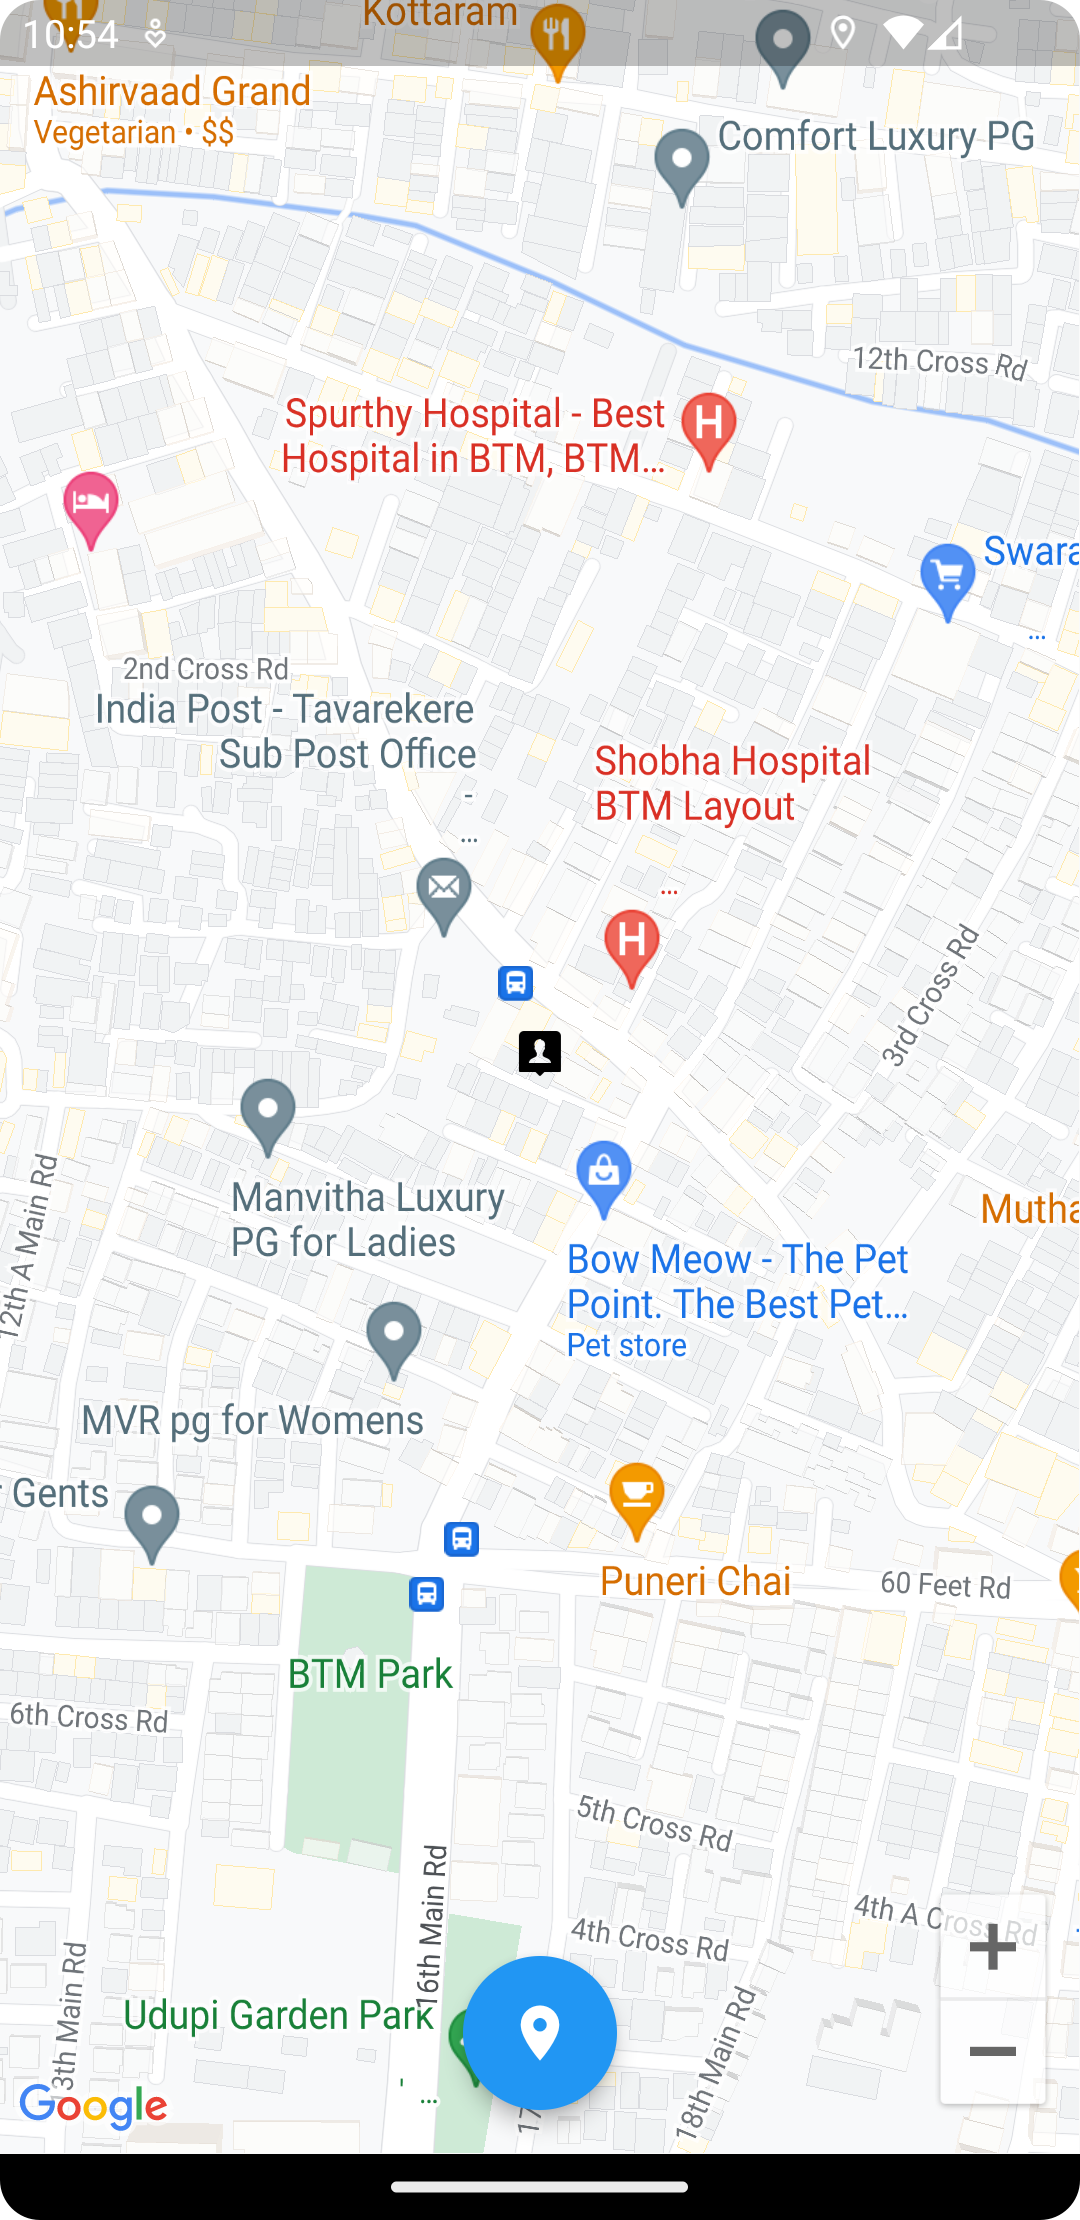 10:54
Kottaram
Ashirvaad Grand
Vegetarian • $$
Comfort Luxury PG
12th Cross Rd
Spurthy Hospital - Best
Hospital in BTM, BTM...
Swara
...
2nd Cross Rd
India Post - Tavarekere
Sub Post Office
-
...
Shobha Hospital
BTM Layout
...
3rd Cross Rd
12th A Main Rd
Manvitha Luxury
PG for Ladies
Mutha
Bow Meow - The Pet
Point. The Best Pet...
Pet store
MVR pg for Womens
Gents
Puneri Chai
60 Feet Rd
BTM Park
6th Cross Rd
5th Cross Rd
16th Main Rd
4th Cross Rd
4th A Cross Rd
3th Main Rd
Udupi Garden Park
...
18th Main Rd
17
Google